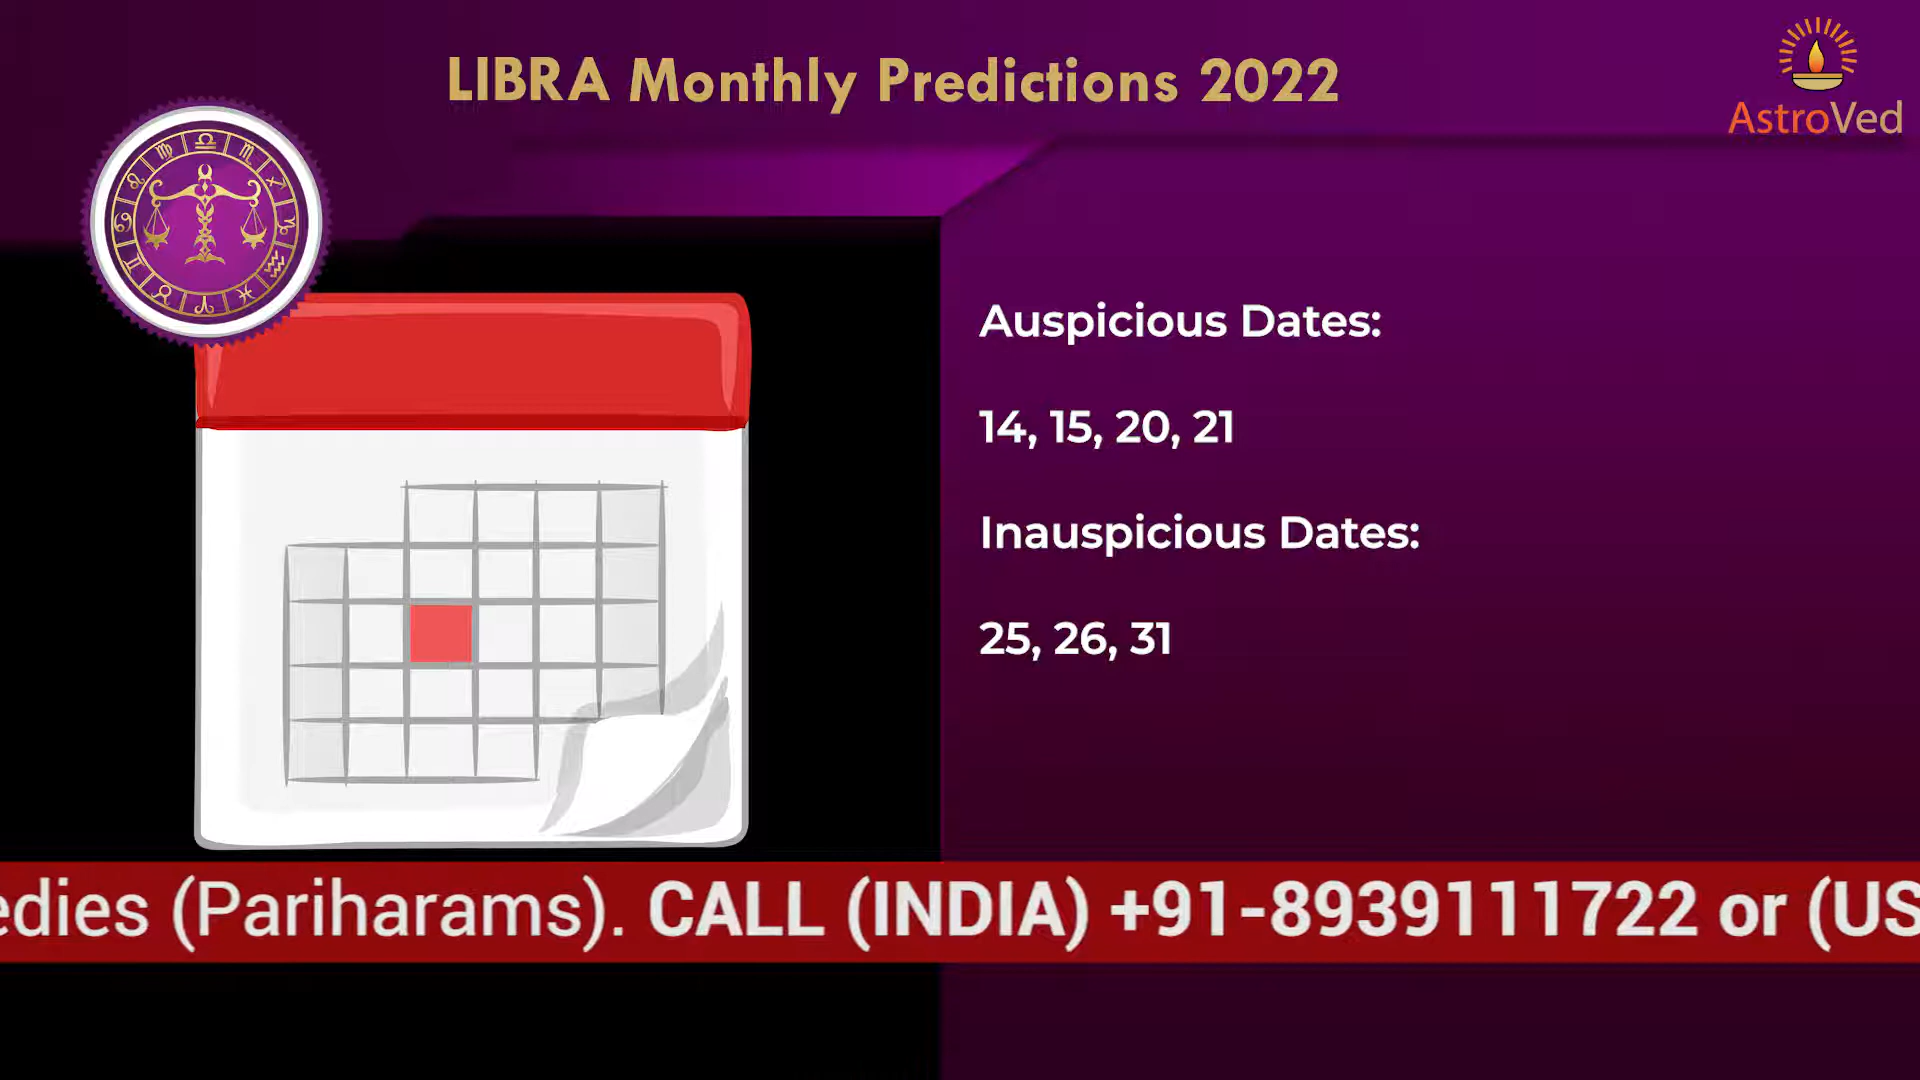 LIBRA Monthly Predictions 2022
AstroVed
Auspicious Dates:
14, 15, 20, 21
Inauspicious Dates:
25, 26, 31
edies (Pariharams). CALL (INDIA) +91-8939111722 or (US